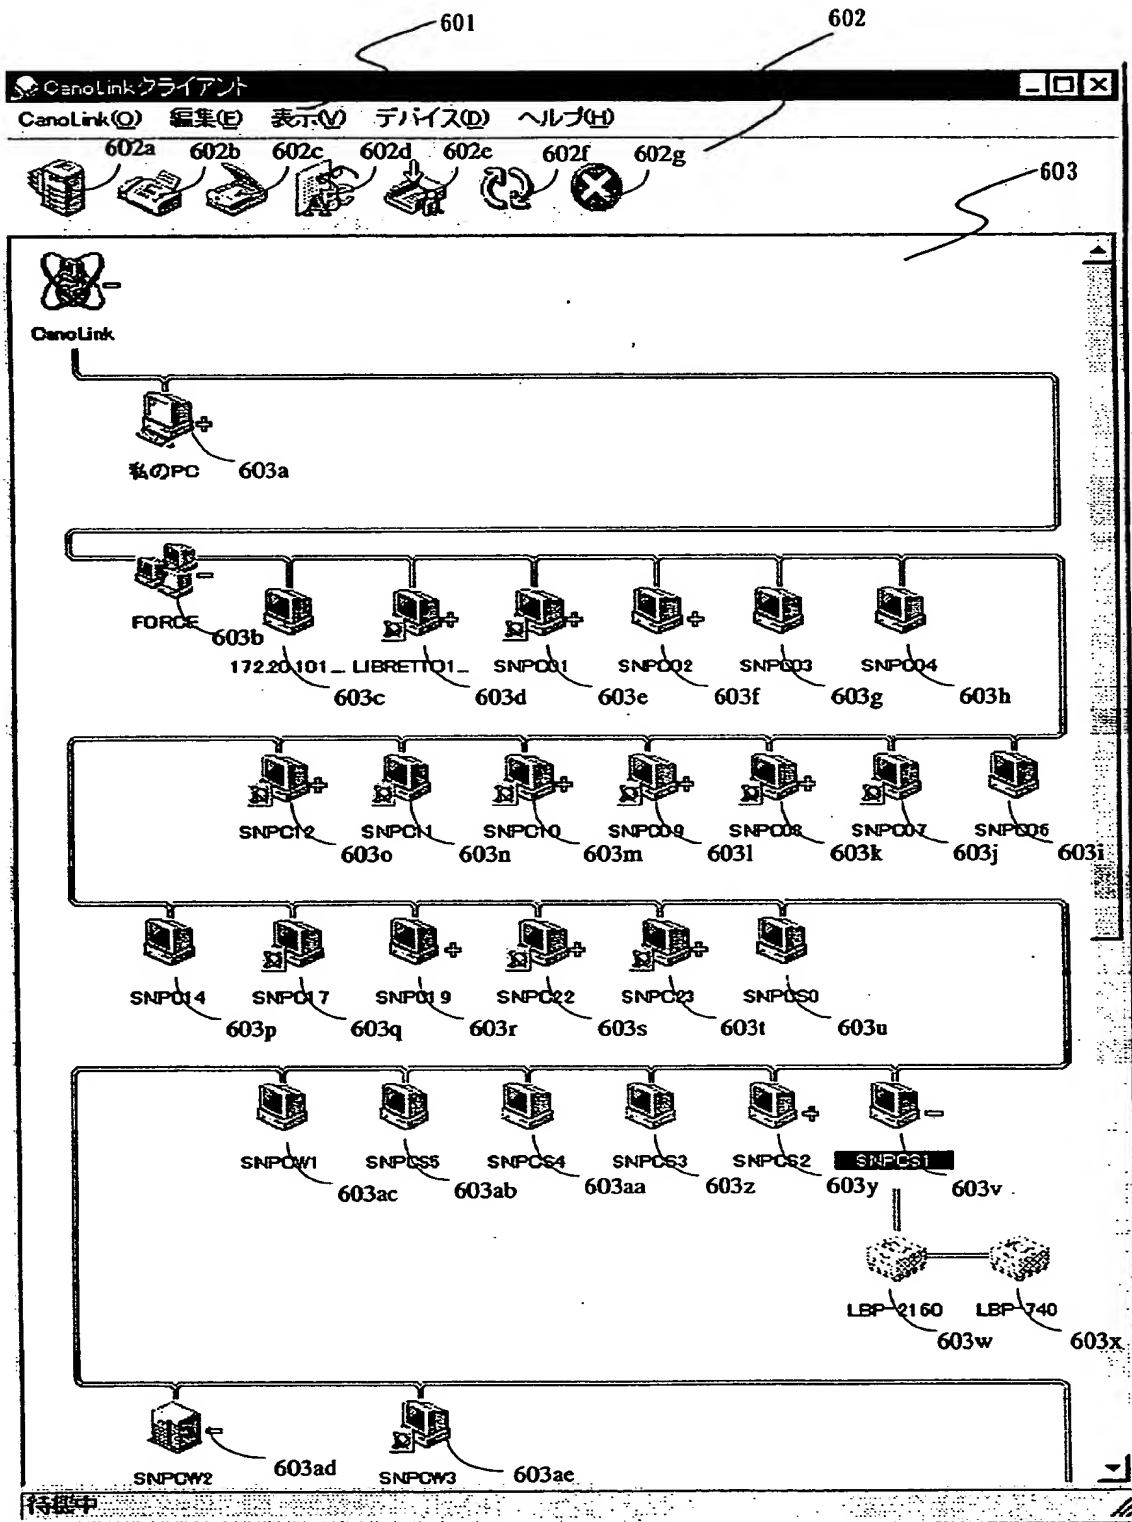 601
602
CanoLinkクライアント
CanoLink(O) 編集(E) 表示(V) デバイス(D) ヘルプ(H)
602a 602b 602c 602d 602e 602f 602g
603
CanoLink
私のPC 603a
FORCE 603b
172.20.101_ LIBRETTO1_ SNPC01 SNPC02 SNPC03 SNPC04
603c 603d 603e 603f 603g 603h
SNPC12 SNPC11 SNPC10 SNPC09 SNPC08 SNPC07 SNPC06
603o 603n 603m 603l 603k 603j 603i
SNPC14 SNPC17 SNPC19 SNPC22 SNPC23 SNPCS0
603p 603q 603r 603s 603t 603u
SNPCW1 SNPCS5 SNPCS4 SNPCS3 SNPCS2 SNPCS1
603ac 603ab 603aa 603z 603y 603v
LBP-2160 LBP-740
603w 603x
SNPCW2 603ad SNPCW3 603ae
待機中